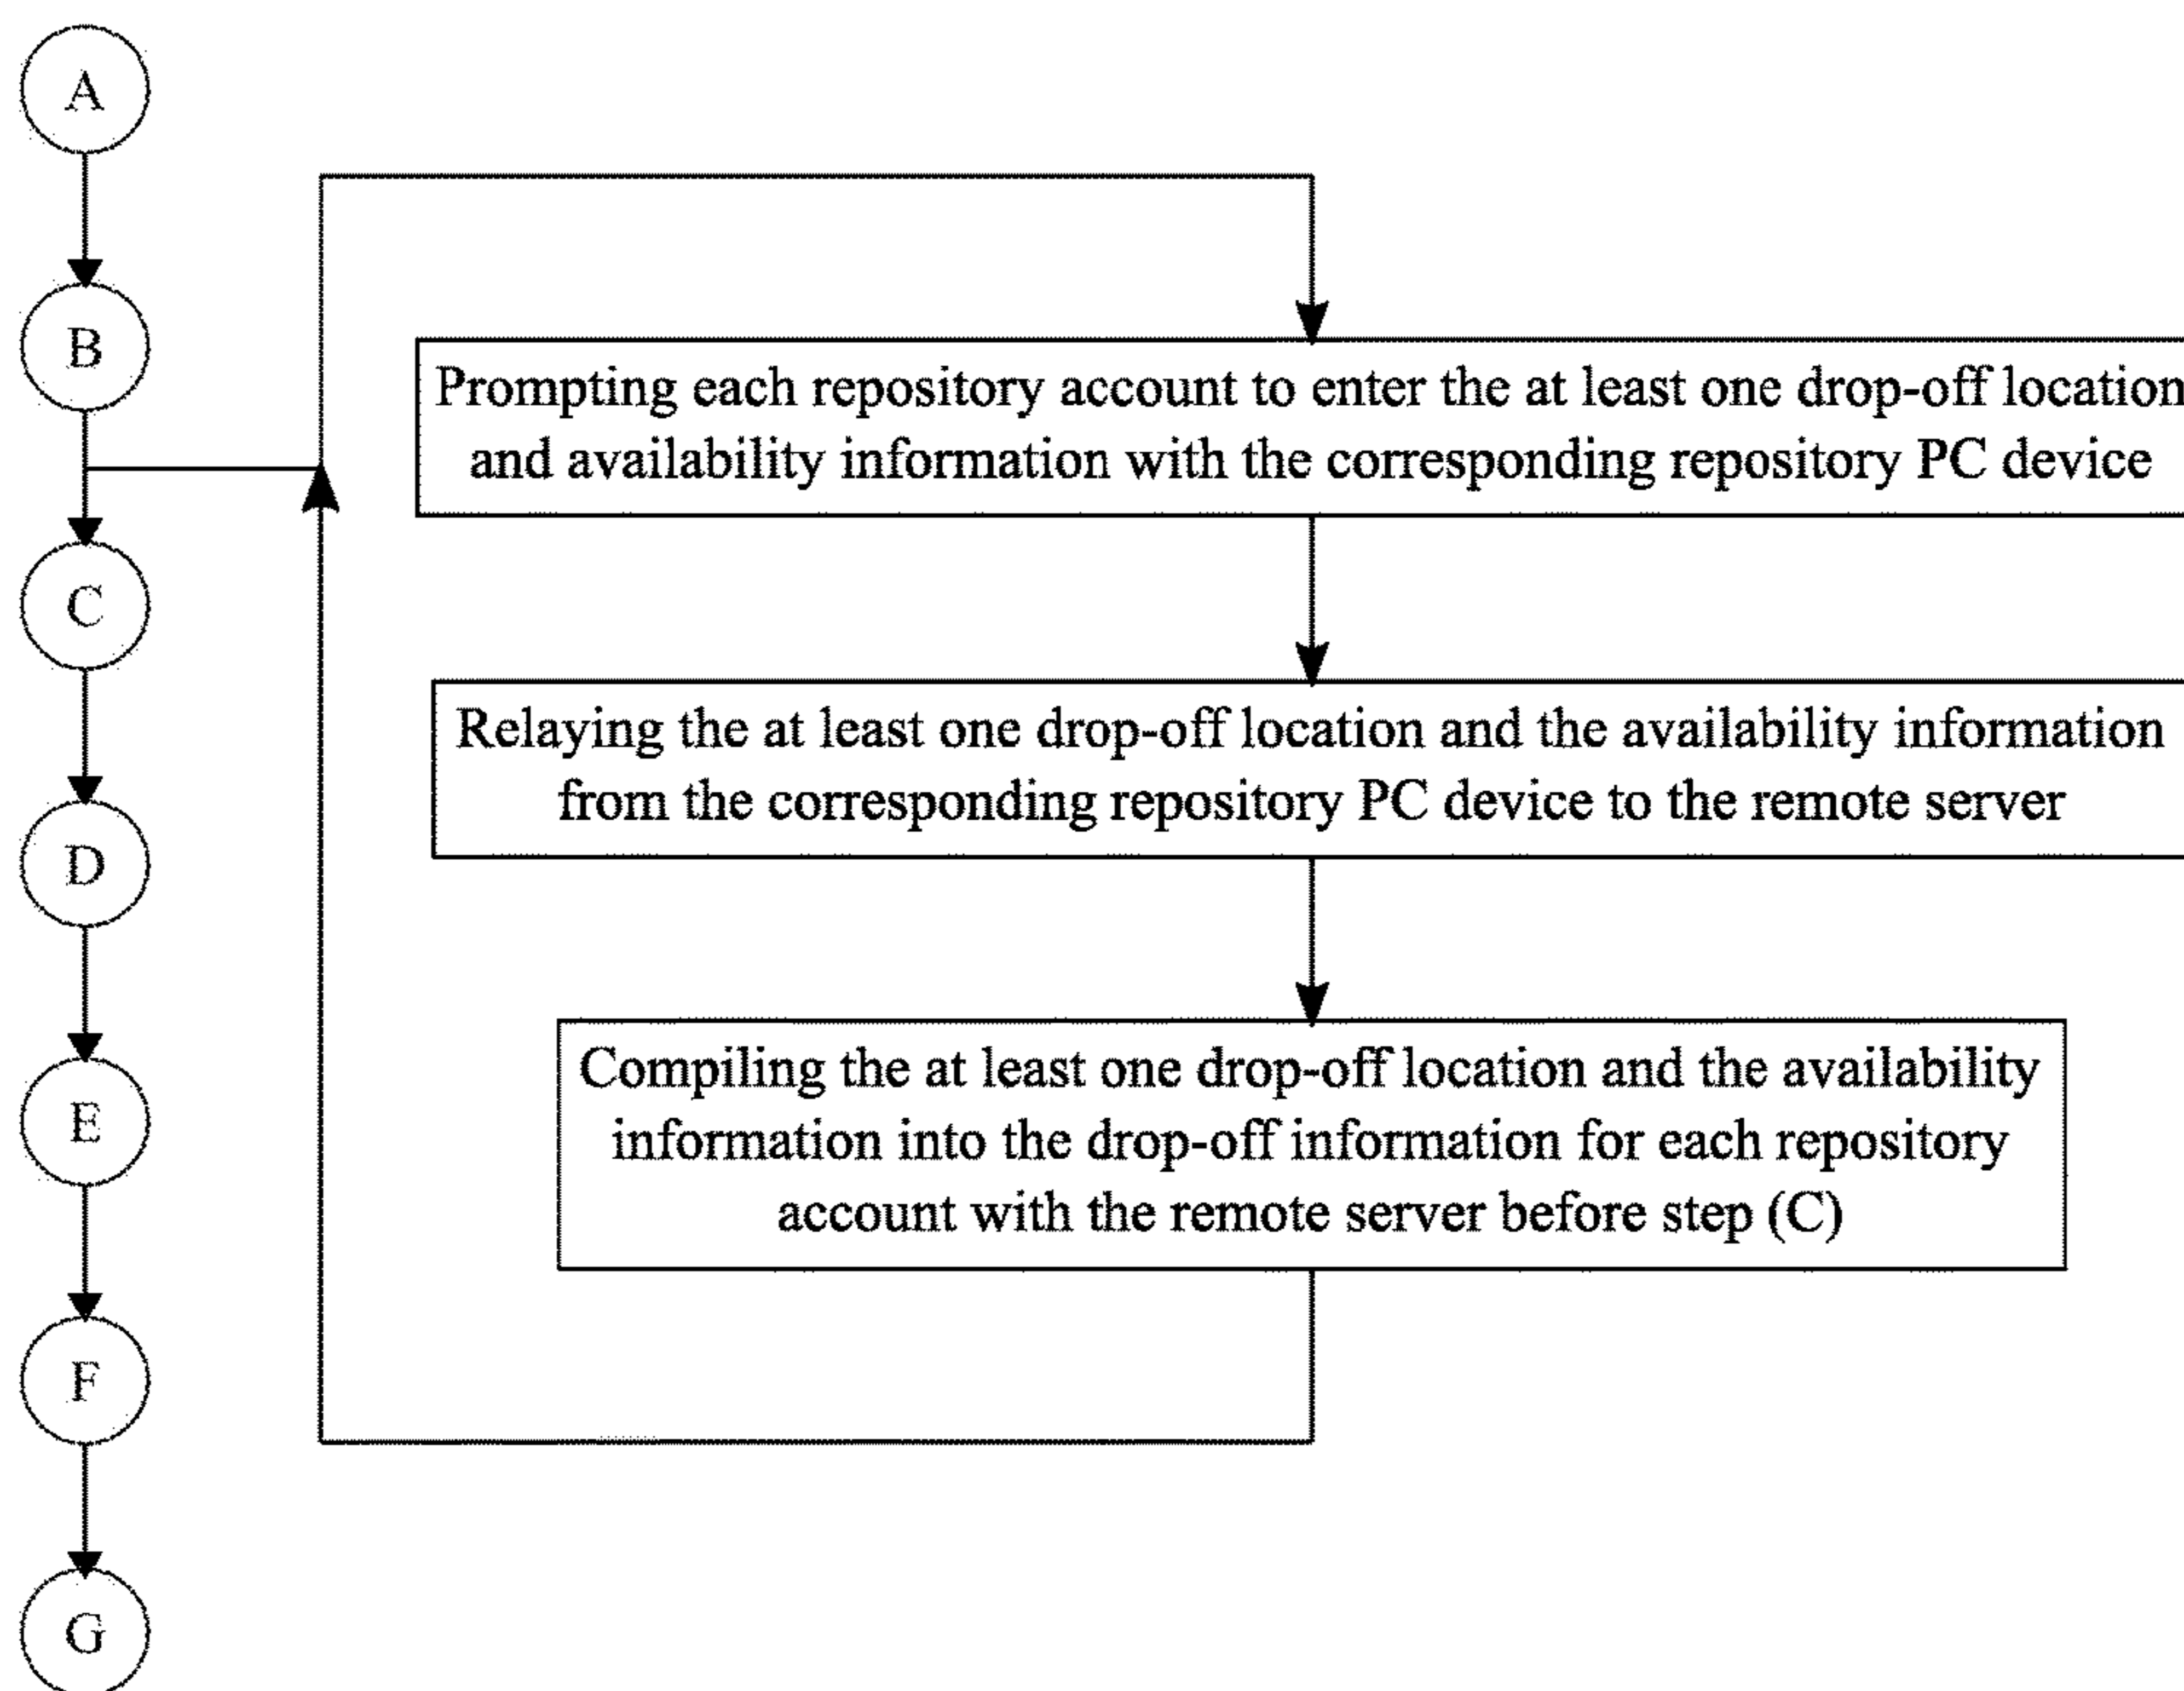 A
B
Prompting each repository account to enter the at least one drop-off location
and availability information with the corresponding repository PC device
C
Relaying the at least one drop-off location and the availability information
from the corresponding repository PC device to the remote server
D
Compiling the at least one drop-off location and the availability
information into the drop-off information for each repository
account with the remote server before step (C)
E
F
G